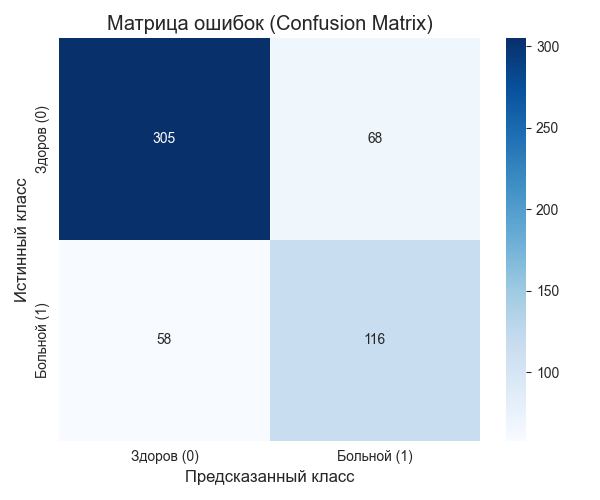 Матрица ошибок (Confusion Matrix)
Истинный класс
Здоров (0)
Больной (1)
305
68
58
116
Здоров (0)
Больной (1)
Предсказанный класс
300
250
200
150
100